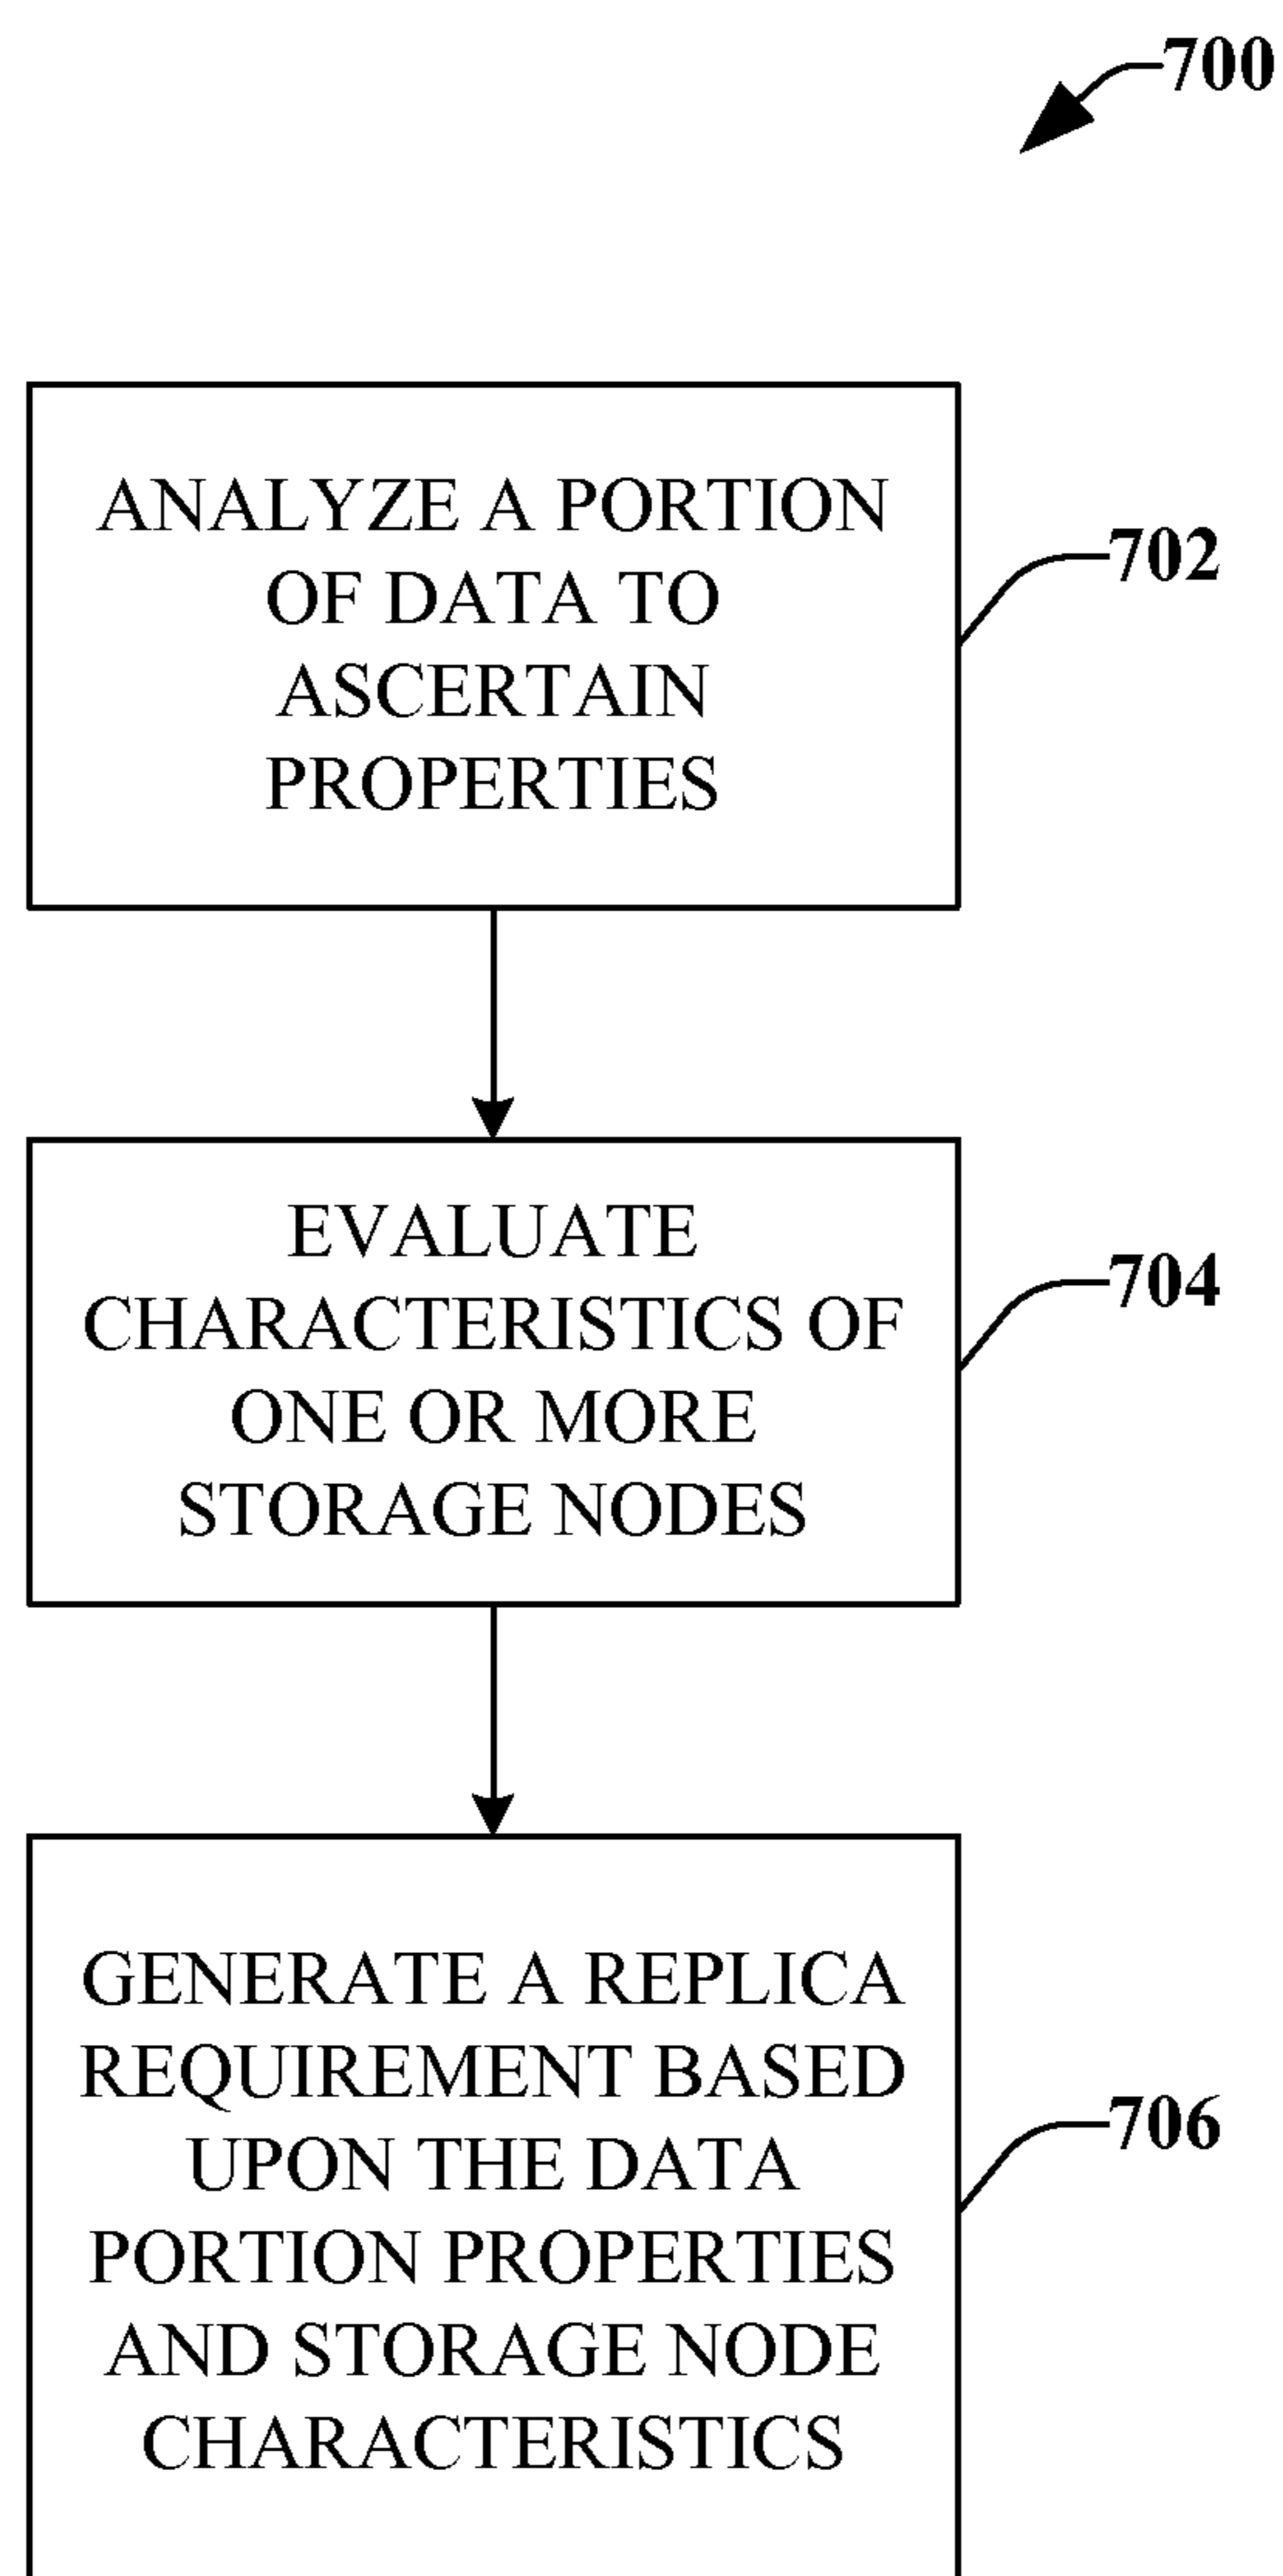 700
ANALYZE A PORTION
OF DATA TO
ASCERTAIN
PROPERTIES
702
EVALUATE
CHARACTERISTICS OF
ONE OR MORE
STORAGE NODES
704
GENERATE A REPLICA
REQUIREMENT BASED
UPON THE DATA
PORTION PROPERTIES
AND STORAGE NODE
CHARACTERISTICS
706